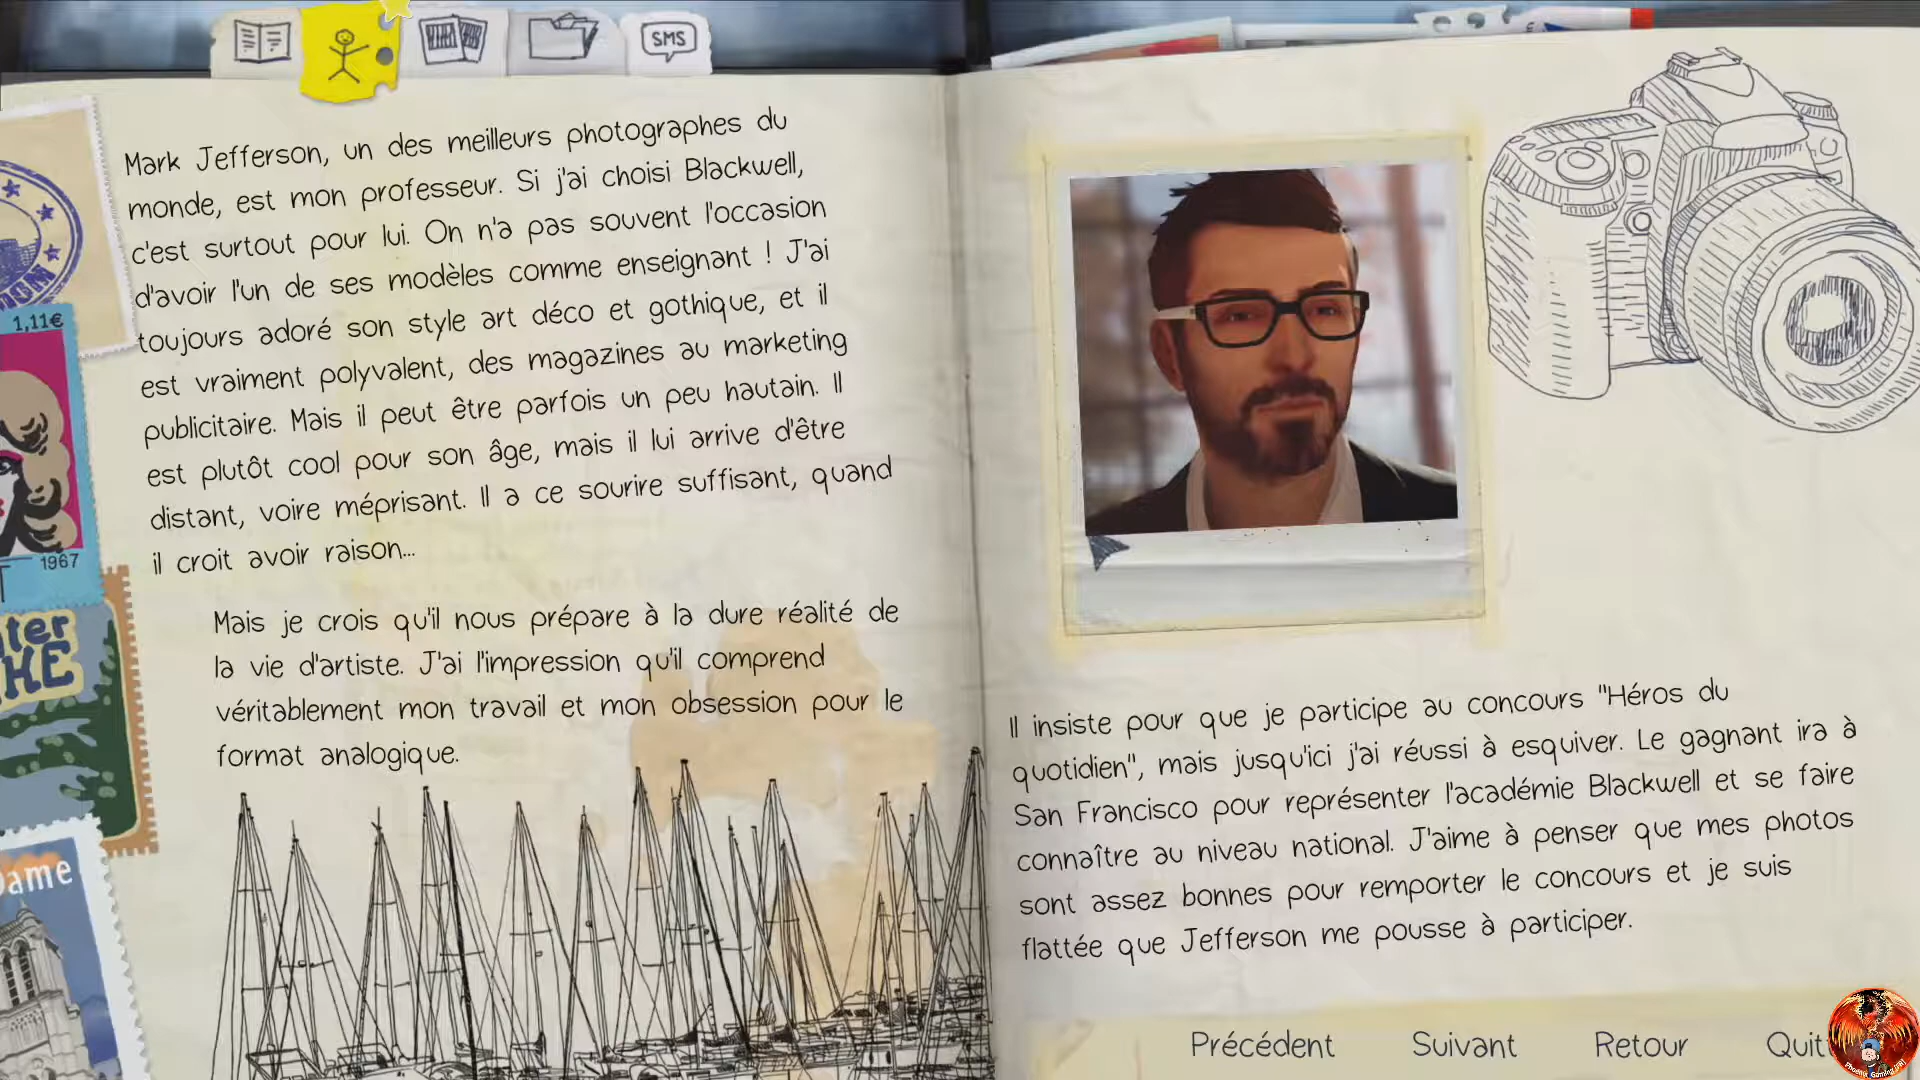 SMS
Mark Jefferson, un des meilleurs photographes du
monde, est mon professeur. Si j'ai choisi Blackwell,
c'est surtout pour lui. On n'a pas souvent l'occasion
d'avoir l'un de ses modèles comme enseignant ! J'ai
toujours adoré son style art déco et gothique, et il
est vraiment polyvalent, des magazines au marketing
publicitaire. Mais il peut être parfois un peu hautain. Il
est plutôt cool pour son âge, mais il lui arrive d'être
distant, voire méprisant. Il a ce sourire suffisant, quand
il croit avoir raison...
Mais je crois qu'il nous prépare à la dure réalité de
la vie d'artiste. J'ai l'impression qu'il comprend
véritablement mon travail et mon obsession pour le
format analogique.
1,11€
1967
Il insiste pour que je participe au concours "Héros du
quotidien", mais jusqu'ici j'ai réussi à esquiver. Le gagnant ira à
San Francisco pour représenter l'académie Blackwell et se faire
connaître au niveau national. J'aime à penser que mes photos
sont assez bonnes pour remporter le concours et je suis
flattée que Jefferson me pousse à participer.
Précédent Suivant Retour Quit